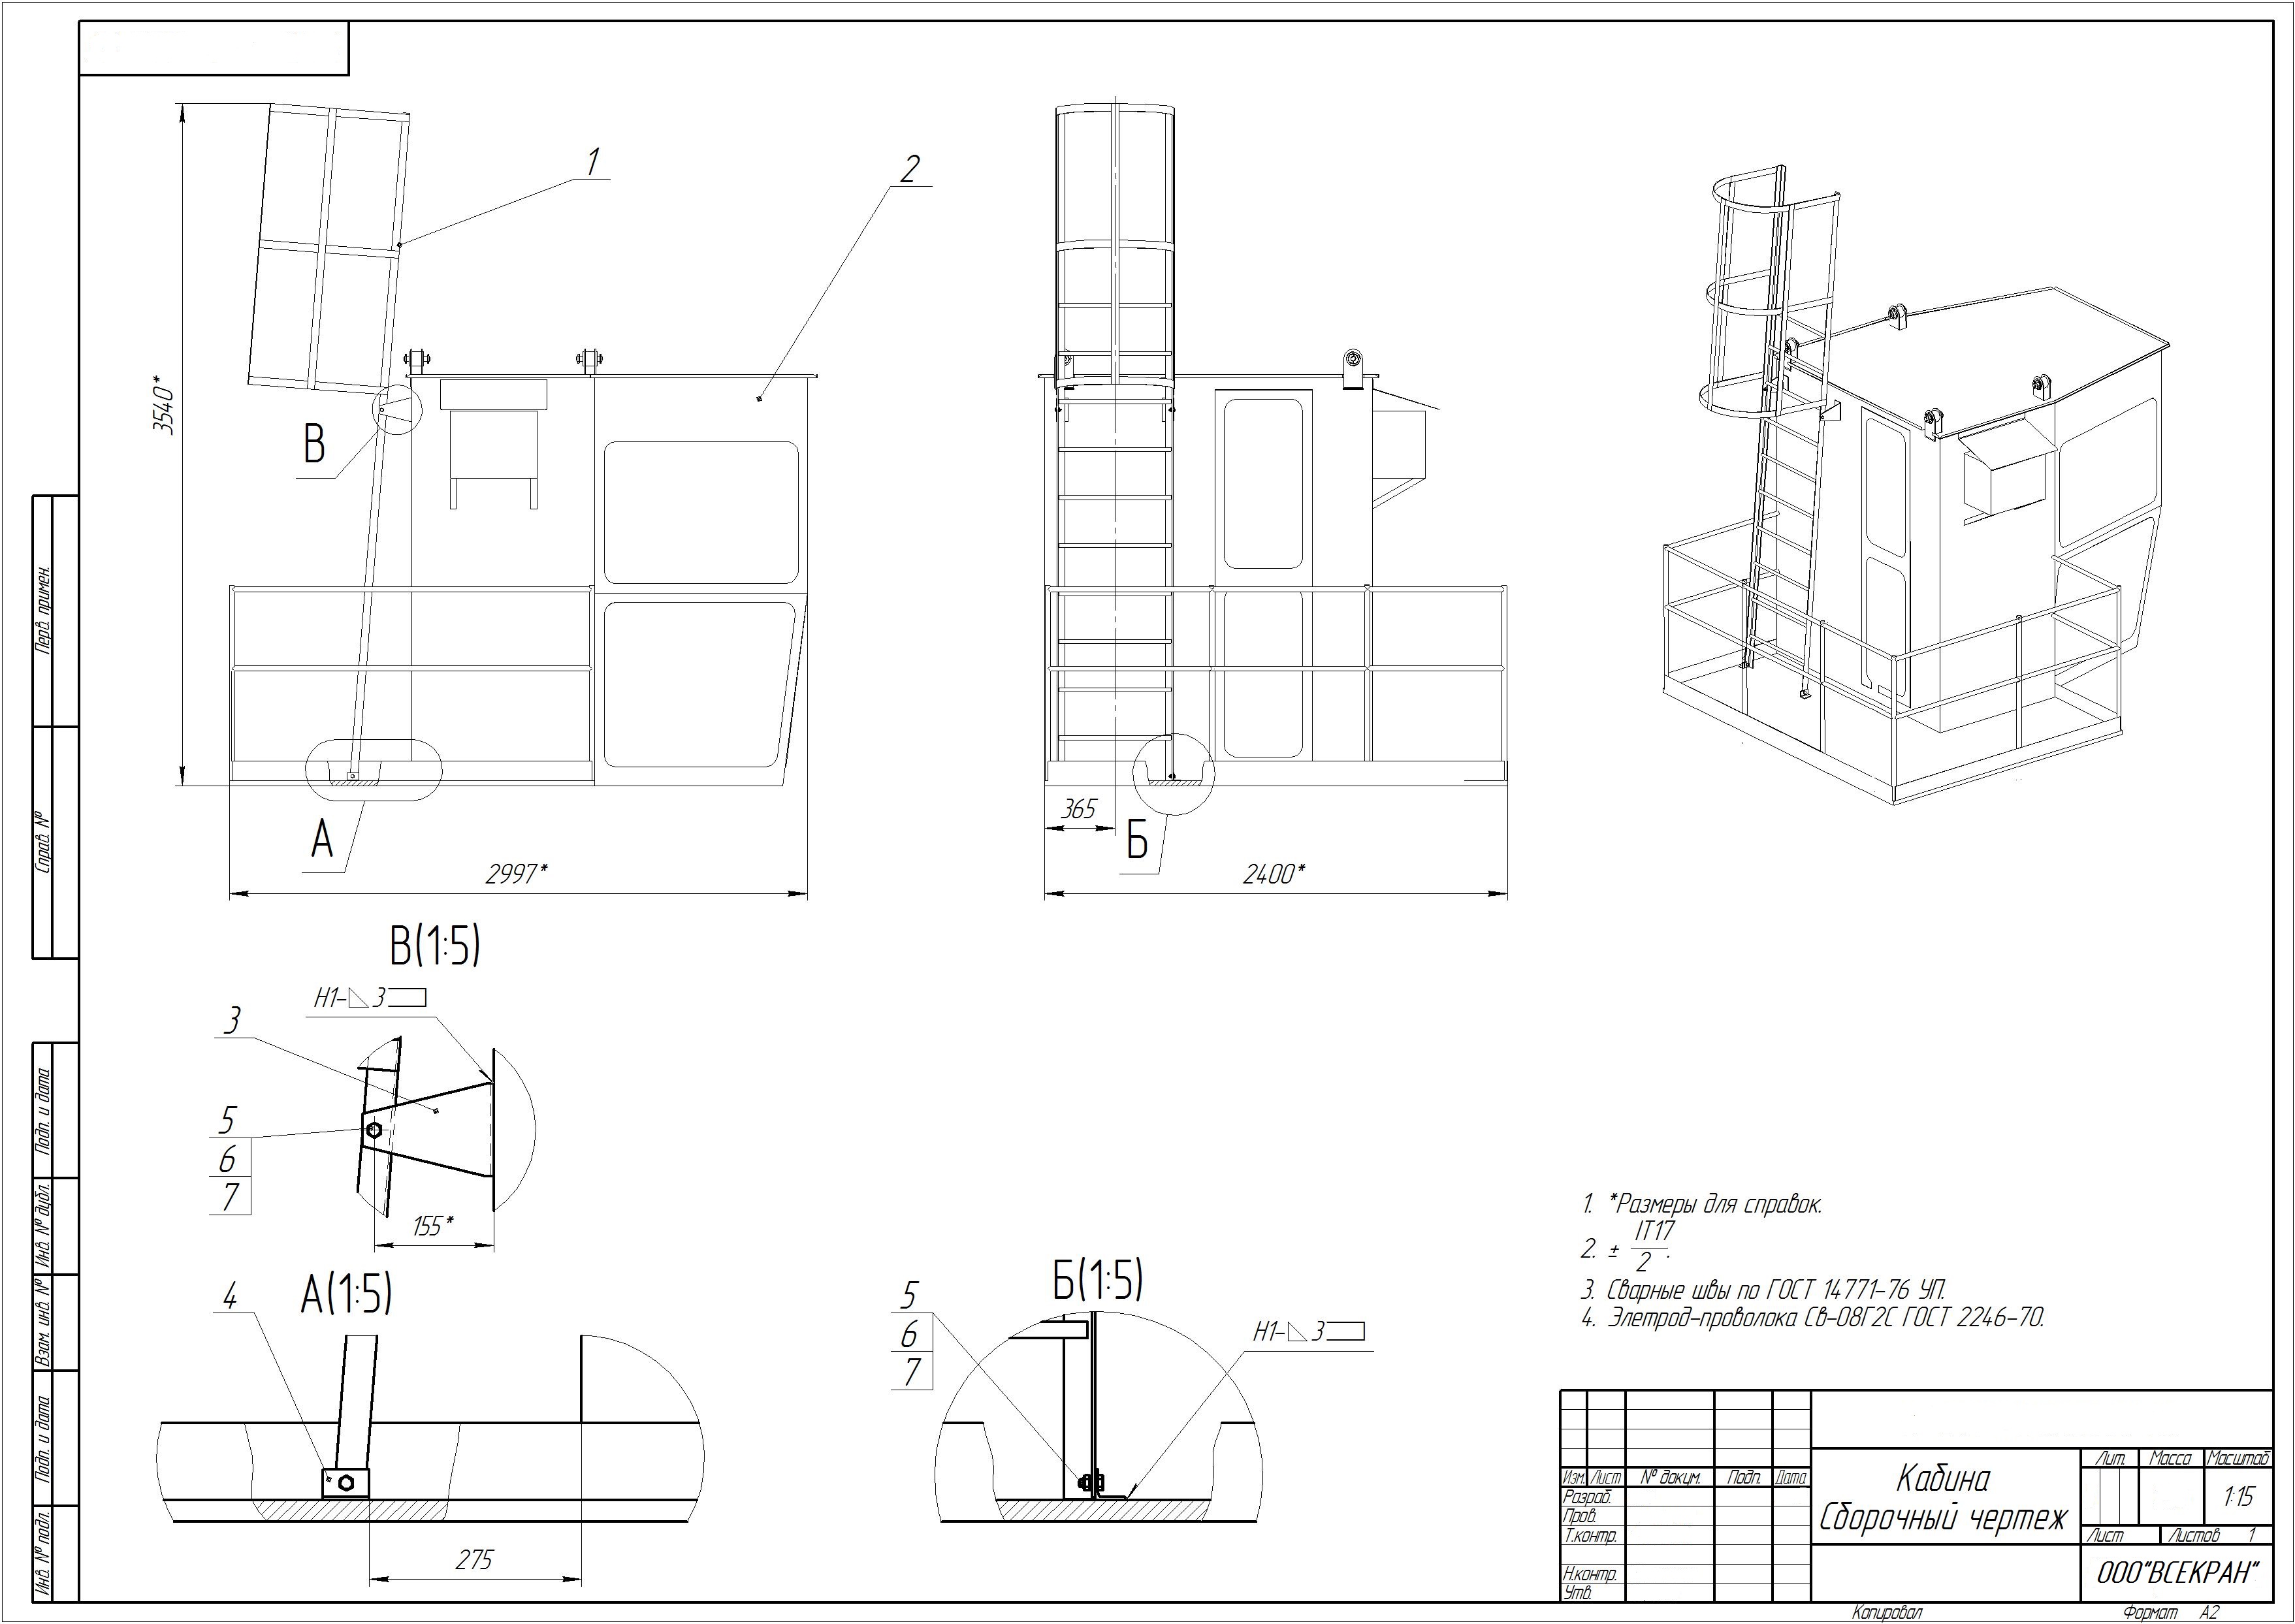 1
2
3540*
В
А
2997*
365
Б
2400*
В(1:5)
Н1-◺3
3
5
6
7
155*
А(1:5)
4
275
Б(1:5)
5
6
7
Н1-◺3
1. *Размеры для справок.
2. ± IT17/2.
3. Сварные швы по ГОСТ 14771-76 УП.
4. Элетрод-проволока Св-08Г2С ГОСТ 2246-70.
Перв. примен.
Справ. №
Подп. и дата
Инв. № дубл.
Взам. инв. №
Подп. и дата
Инв. № подл.
Изм. Лист № докум. Подп. Дата
Разраб.
Пров.
Т.контр.
Н.контр.
Утв.
Кабина
Сборочный чертеж
Лит. Масса Масштаб
1:15
Лист Листов 1
ООО"ВСЕКРАН"
Копировал Формат А2